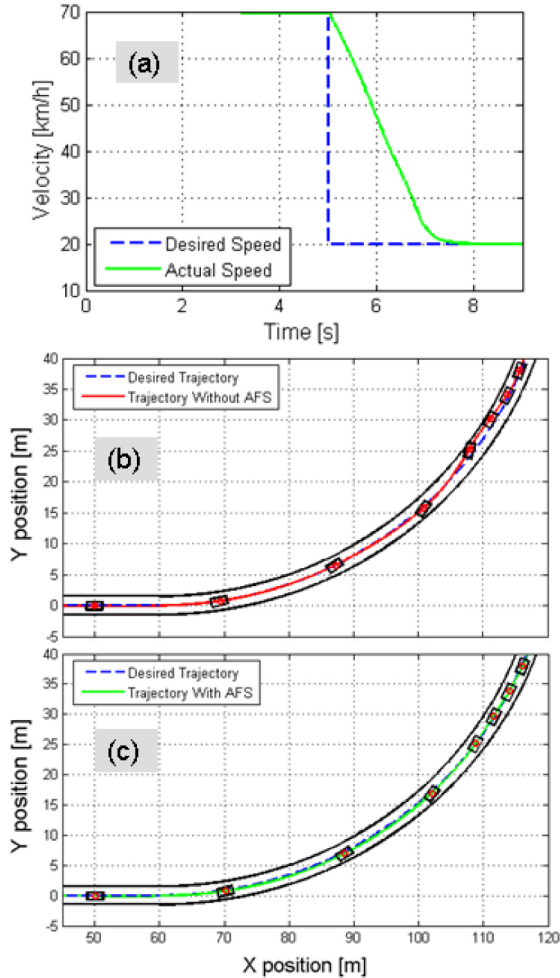 70
60
50
40
30
20
10
Velocity [km/h]
(a)
Desired Speed
Actual Speed
0
2
4
6
8
Time [s]
40
35
30
25
20
15
10
5
0
-5
Y position [m]
Desired Trajectory
Trajectory Without AFS
(b)
40
35
30
25
20
15
10
5
0
-5
Y position [m]
Desired Trajectory
Trajectory With AFS
(c)
50
60
70
80
90
100
110
120
X position [m]